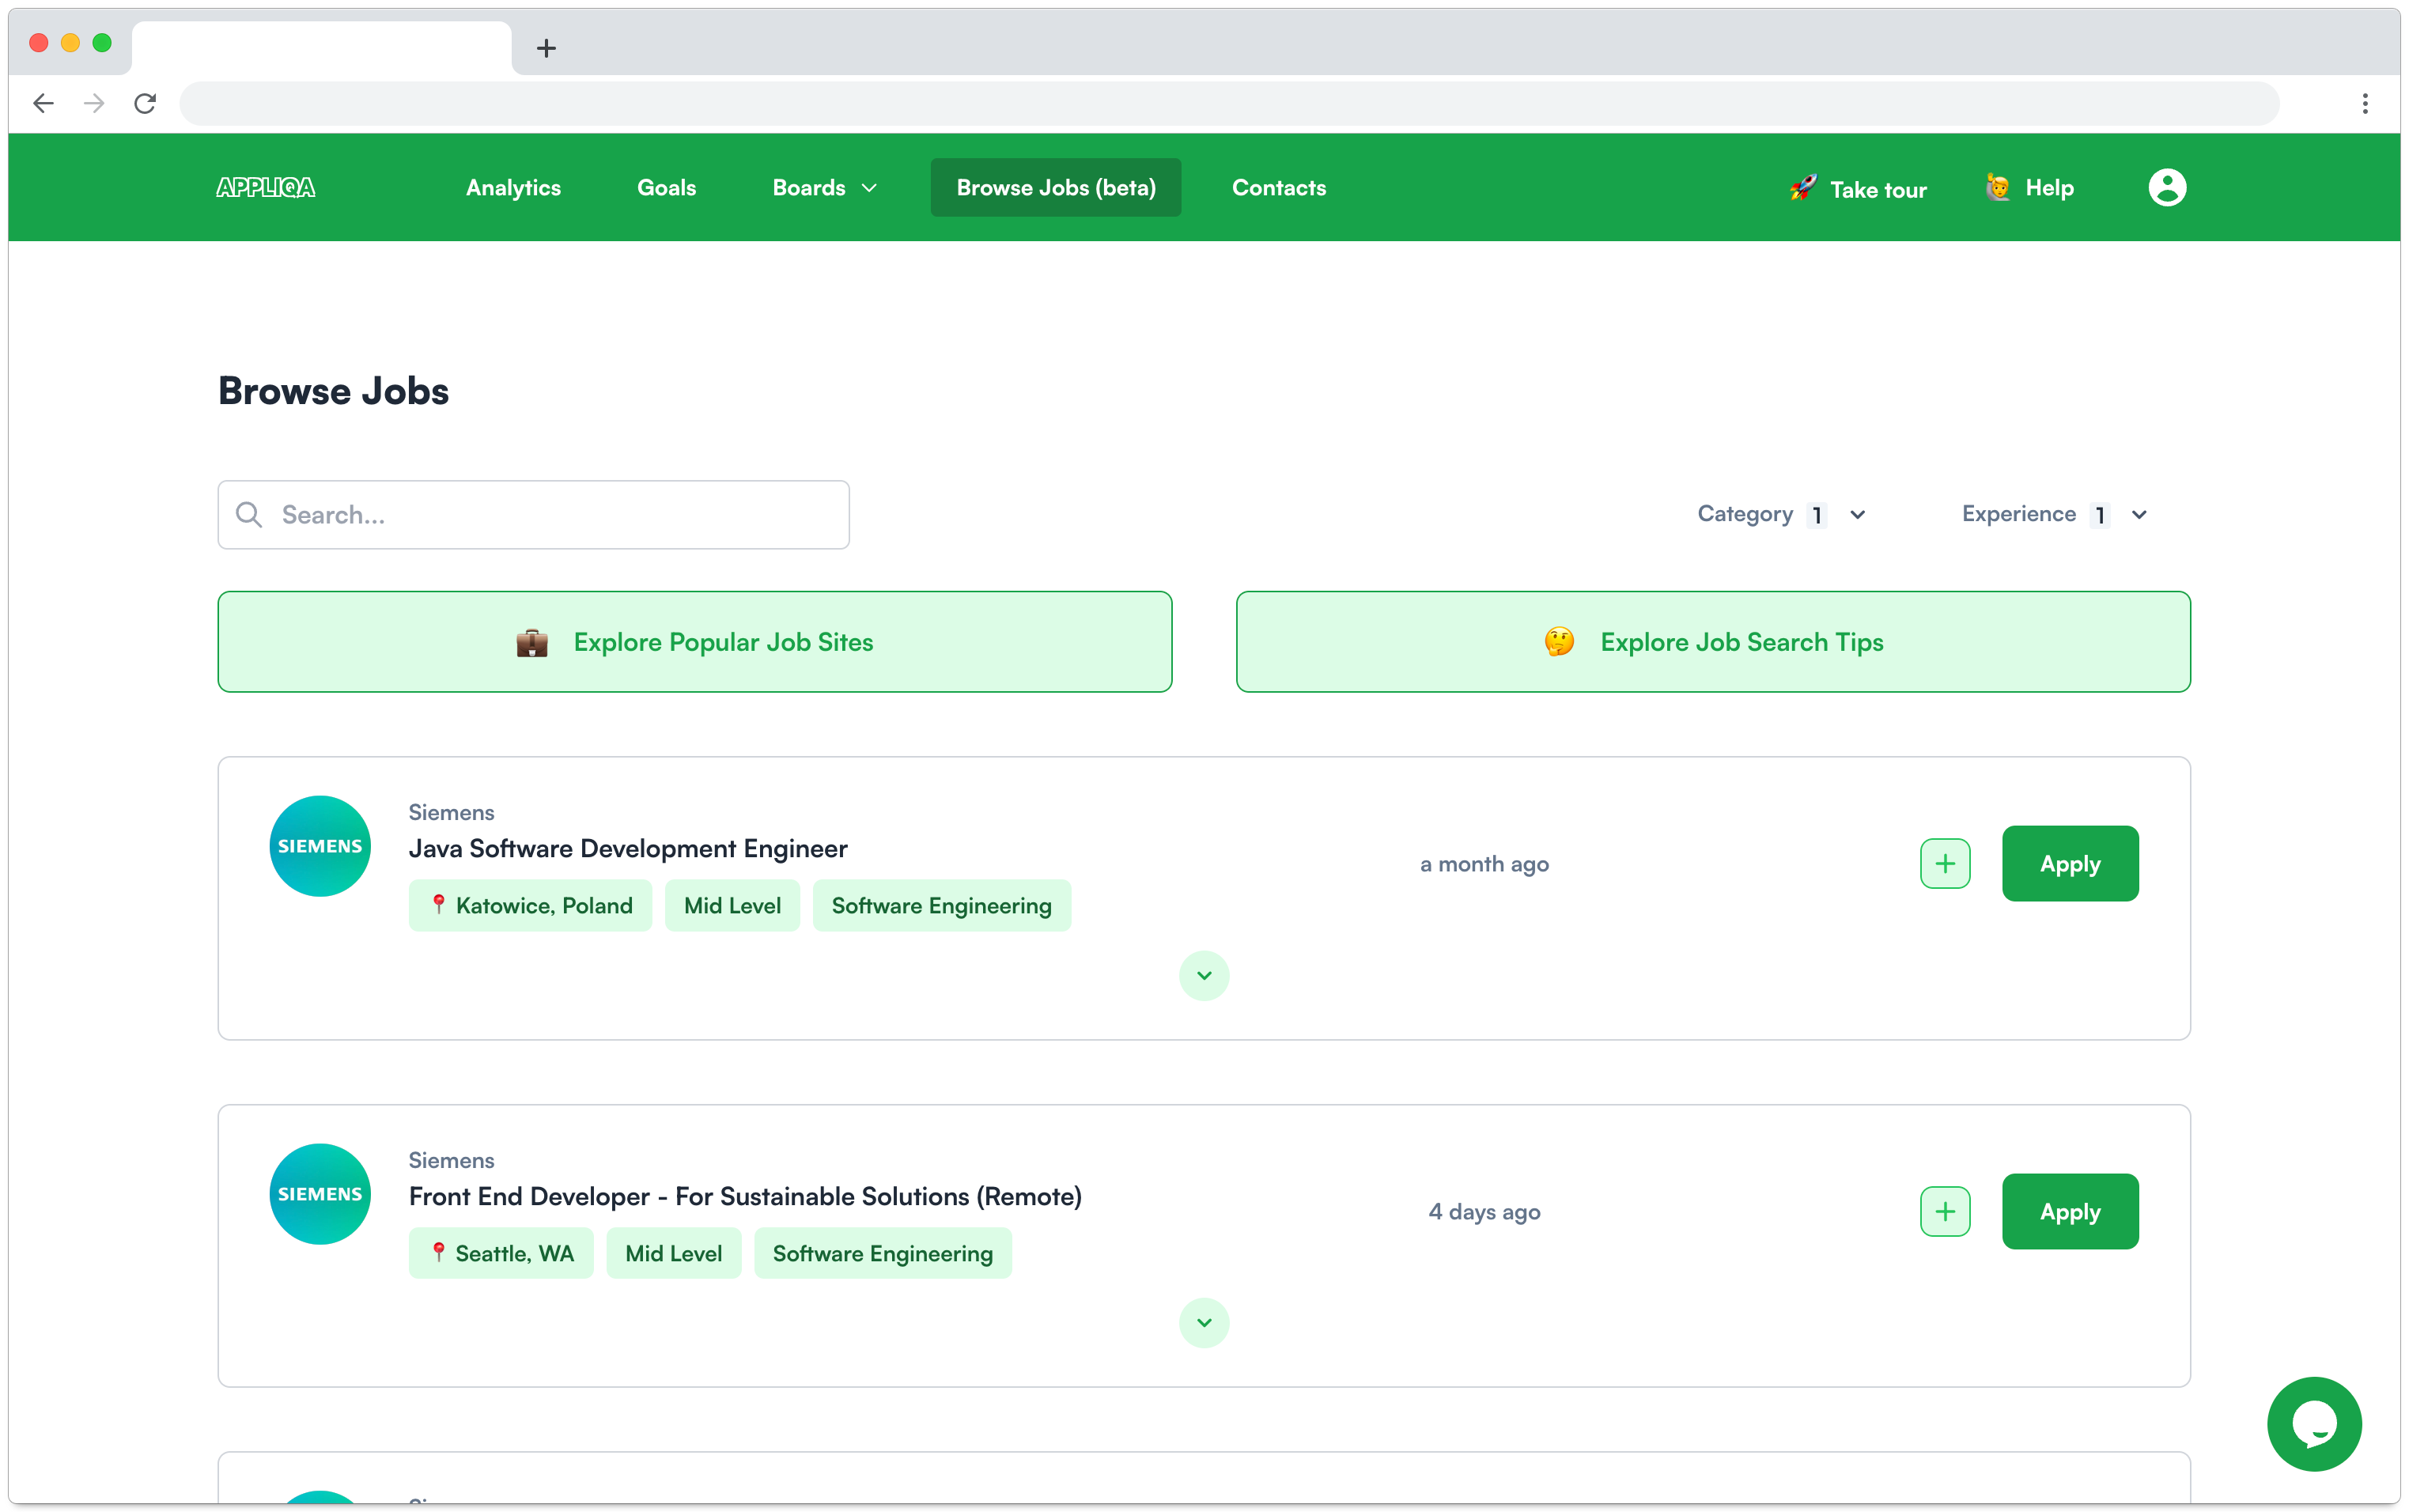 APPLIQA Analytics Goals Boards Browse Jobs (beta) Contacts Take tour Help
Browse Jobs
Search... Category 1 Experience 1
Explore Popular Job Sites Explore Job Search Tips
Siemens
SIEMENS Java Software Development Engineer
a month ago Apply
Katowice, Poland Mid Level Software Engineering
Siemens
SIEMENS Front End Developer - For Sustainable Solutions (Remote)
4 days ago Apply
Seattle, WA Mid Level Software Engineering